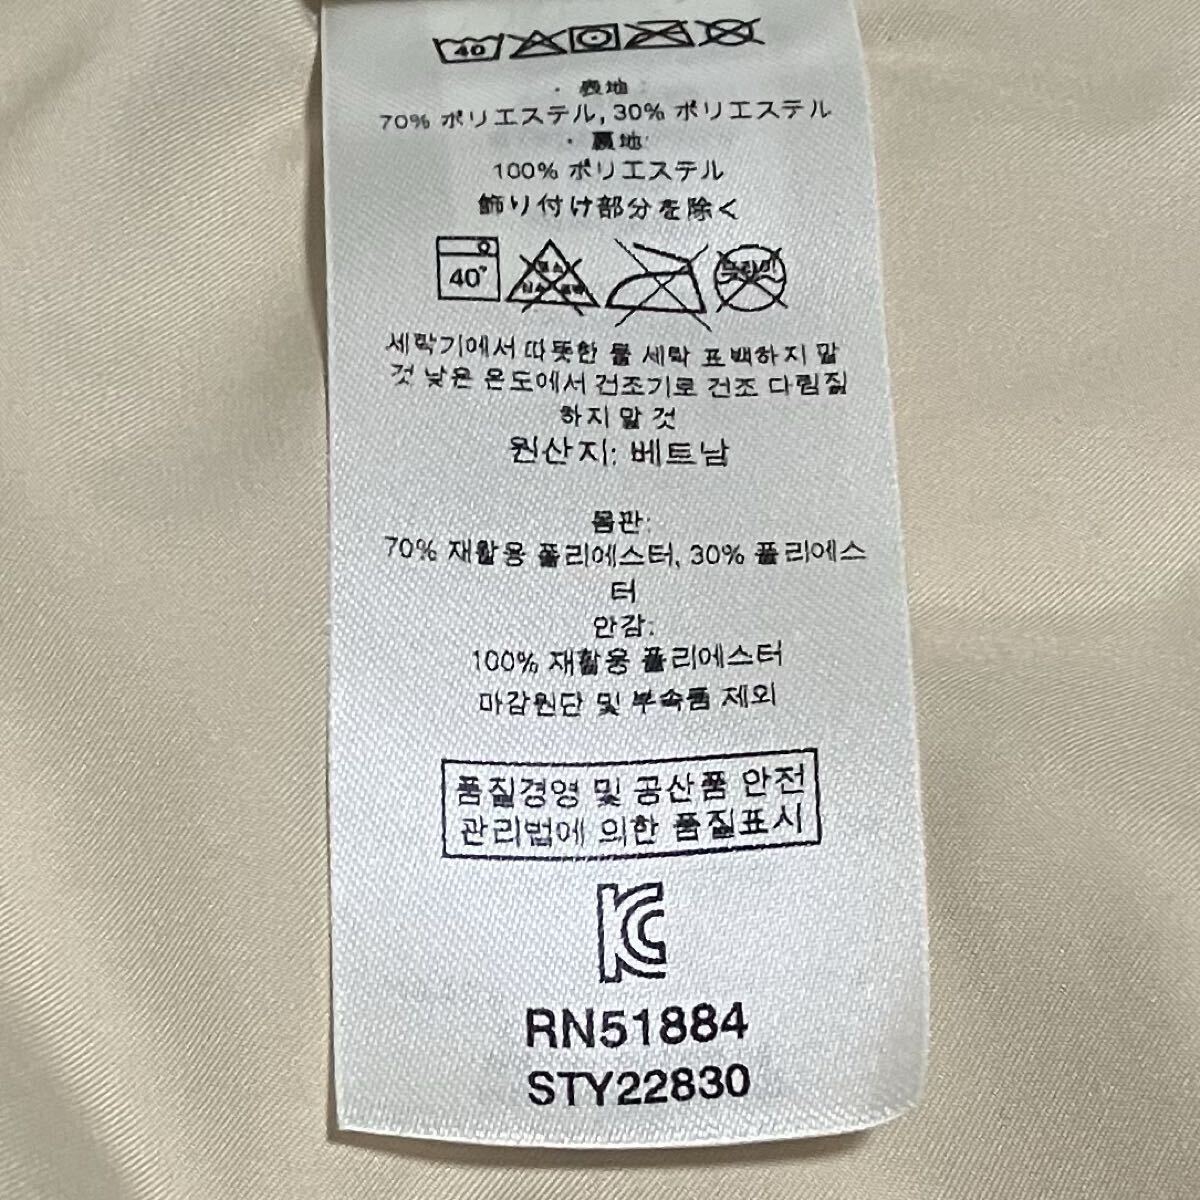 40
・表地:
70% ポリエステル, 30% ポリエステル
・裏地:
100% ポリエステル
飾り付け部分を除く
40°
드라이
세탁기에서 따뜻한 물 세탁 표백하지 말
것 낮은 온도에서 건조기로 건조 다림질
하지 말 것
원산지: 베트남
몸판:
70% 재활용 폴리에스터, 30% 폴리에스
터
안감:
100% 재활용 폴리에스터
마감원단 및 부속품 제외
품질경영 및 공산품 안전
관리법에 의한 품질표시
KC
RN51884
STY22830